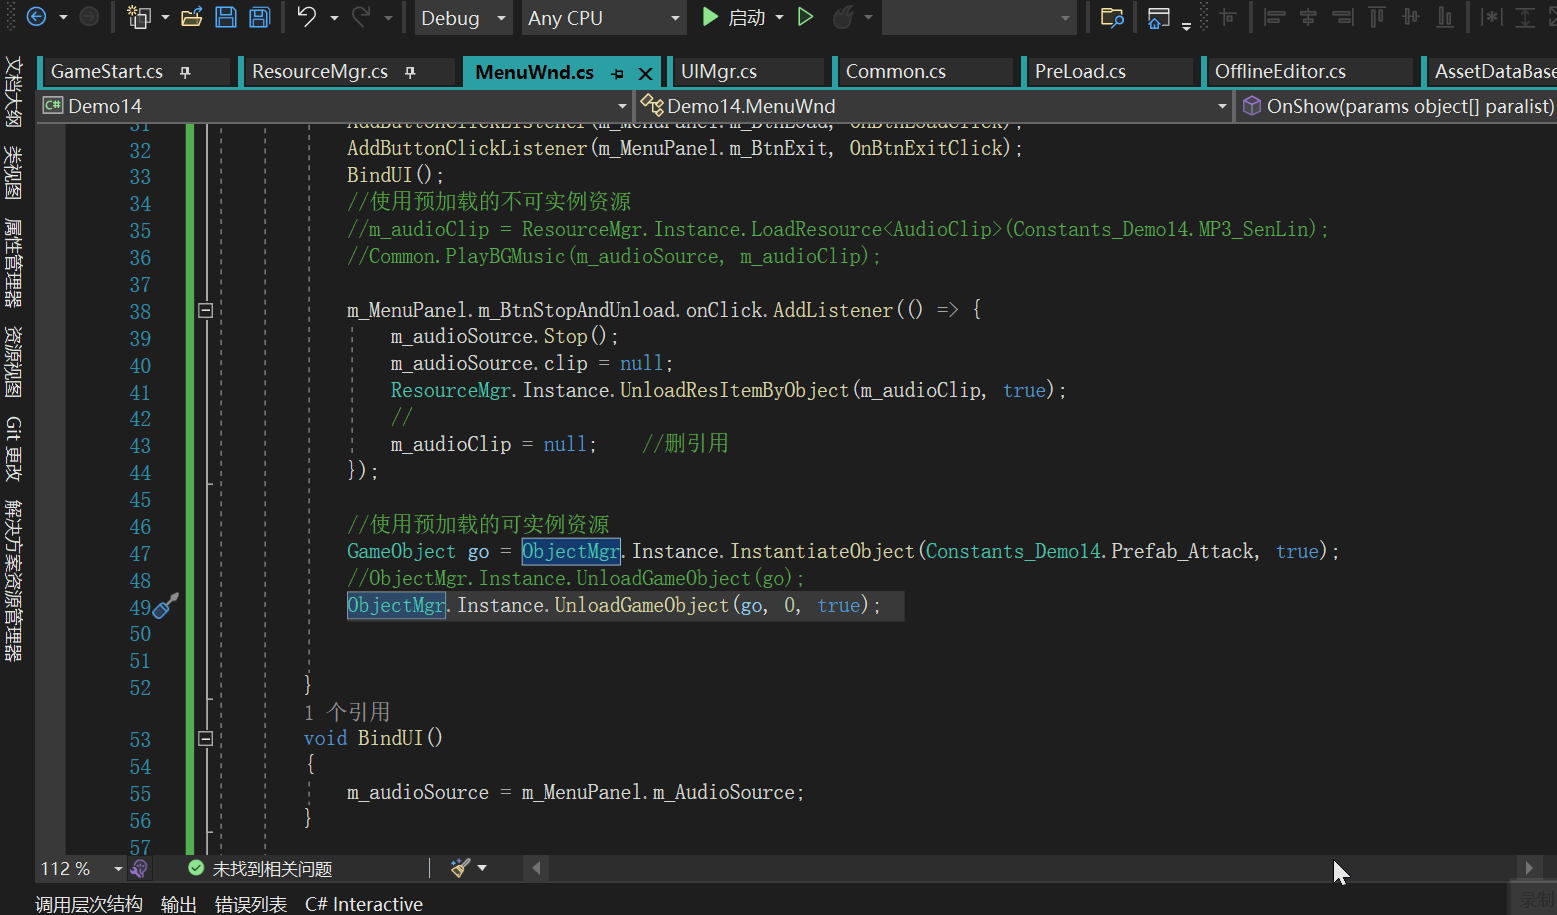 Debug Any CPU 启动
GameStart.cs ResourceMgr.cs MenuWnd.cs UIMgr.cs Common.cs PreLoad.cs OfflineEditor.cs AssetDataBase
C# Demo14 Demo14.MenuWnd OnShow(params object[] paralist)
文档大纲
类视图
属性管理器
资源视图
Git 更改
解决方案资源管理器
31 AddButtonClickListener(m_MenuPanel.m_BtnLoad, OnBtnLoadClick);
32 AddButtonClickListener(m_MenuPanel.m_BtnExit, OnBtnExitClick);
33 BindUI();
34 //使用预加载的不可实例资源
35 //m_audioClip = ResourceMgr.Instance.LoadResource<AudioClip>(Constants_Demo14.MP3_SenLin);
36 //Common.PlayBGMusic(m_audioSource, m_audioClip);
37
38 m_MenuPanel.m_BtnStopAndUnload.onClick.AddListener(() => {
39 m_audioSource.Stop();
40 m_audioSource.clip = null;
41 ResourceMgr.Instance.UnloadResItemByObject(m_audioClip, true);
42 //
43 m_audioClip = null; //删引用
44 });
45
46 //使用预加载的可实例资源
47 GameObject go = ObjectMgr.Instance.InstantiateObject(Constants_Demo14.Prefab_Attack, true);
48 //ObjectMgr.Instance.UnloadGameObject(go);
49 ObjectMgr.Instance.UnloadGameObject(go, 0, true);
50
51
52 }
1 个引用
53 void BindUI()
54 {
55 m_audioSource = m_MenuPanel.m_AudioSource;
56 }
57
112 % 未找到相关问题
调用层次结构 输出 错误列表 C# Interactive
录制